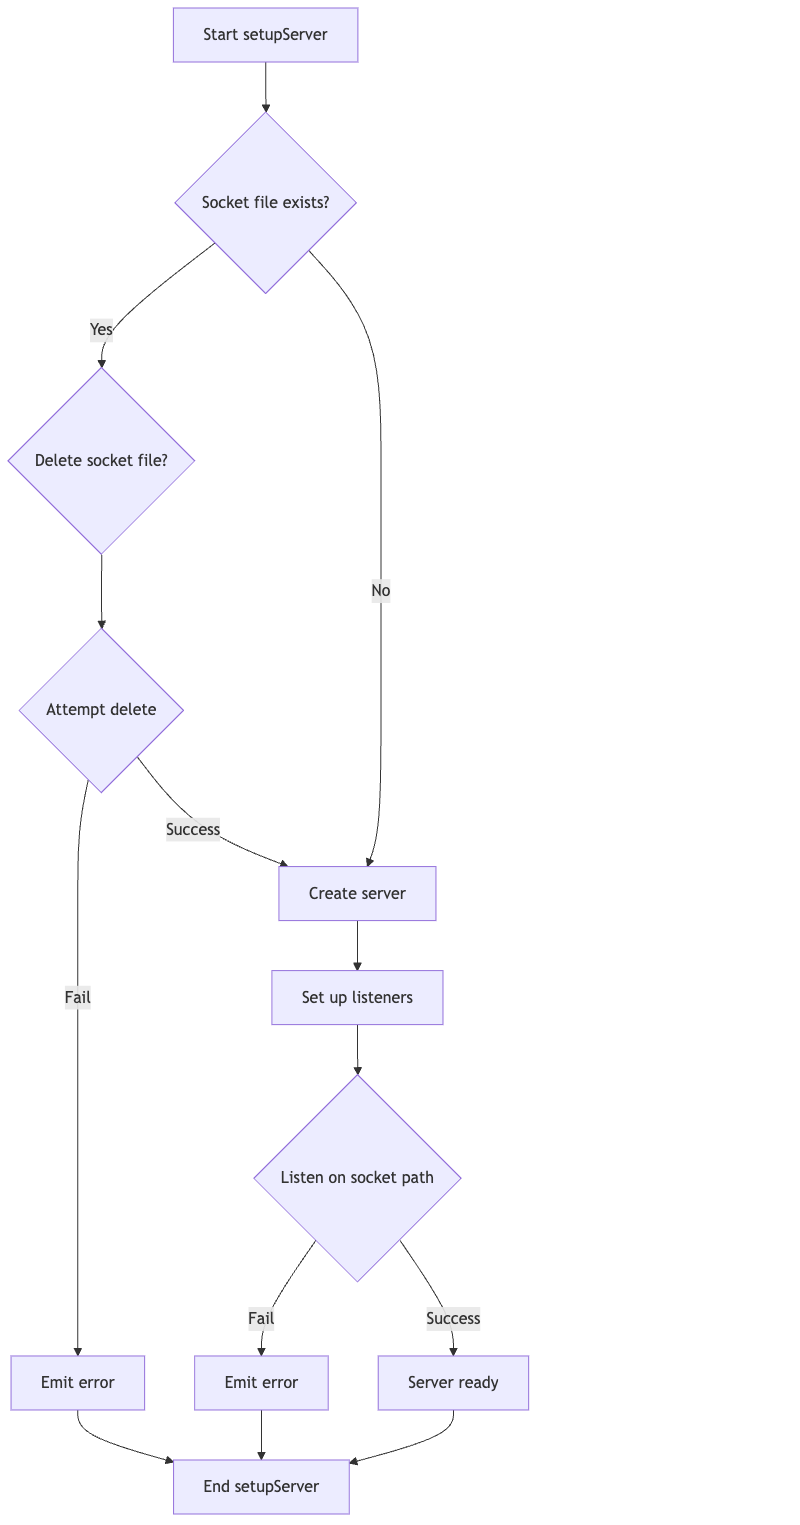 Start setupServer
Socket file exists?
Yes
Delete socket file?
No
Attempt delete
Success
Create server
Fail
Set up listeners
Listen on socket path
Fail
Success
Emit error
Emit error
Server ready
End setupServer